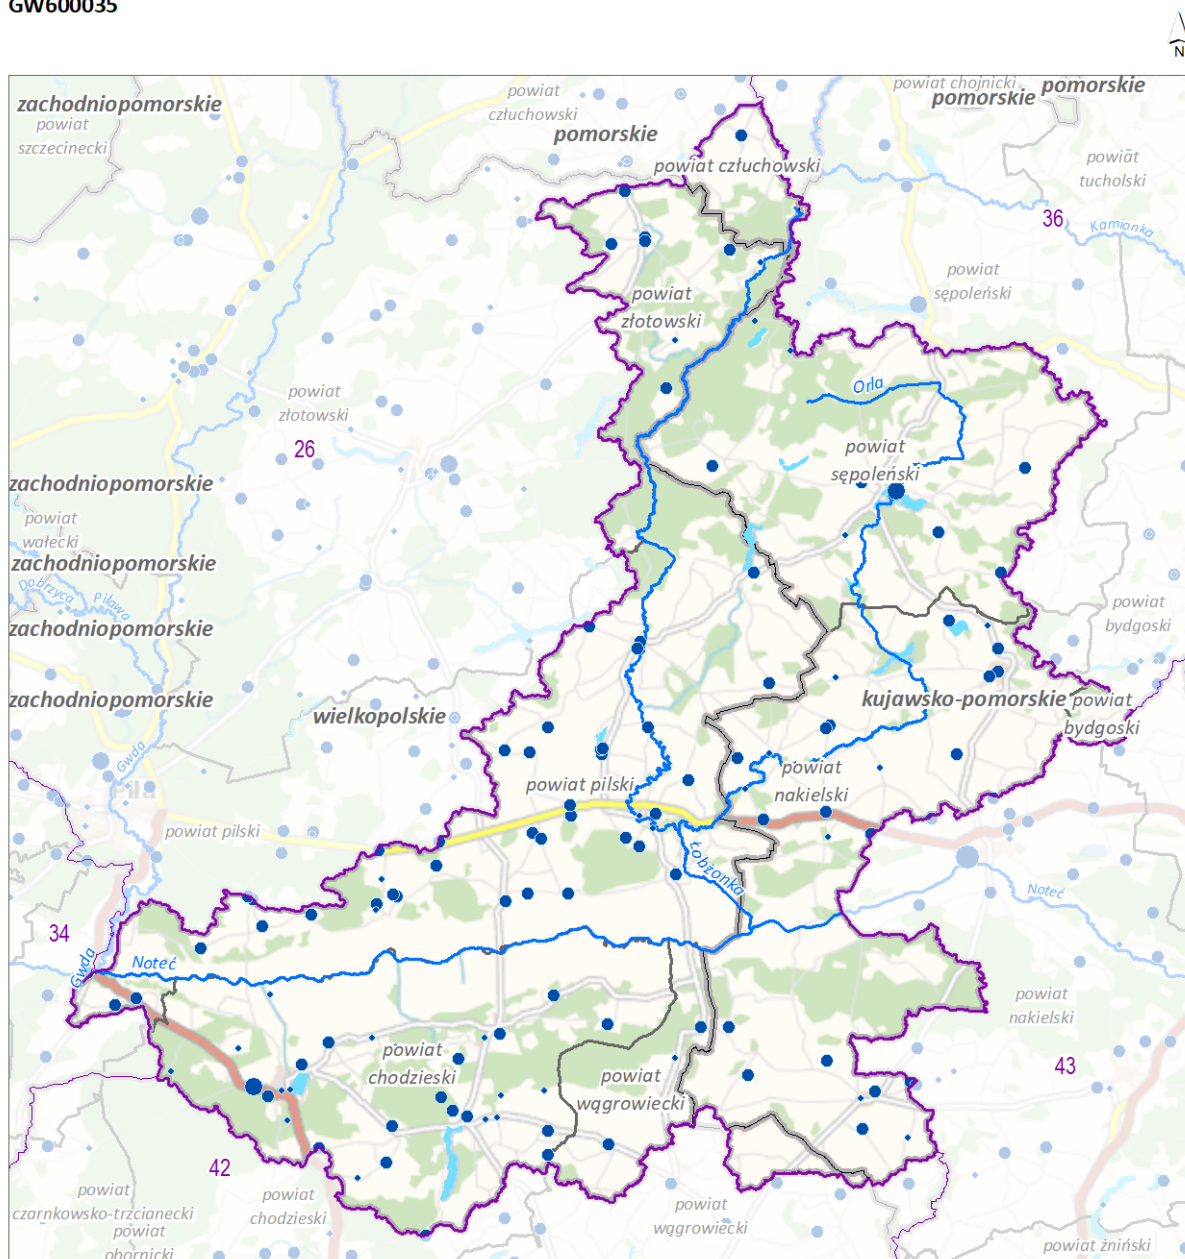 GW600035
N
zachodniopomorskie
powiat
szczecinecki
powiat
człuchowski
pomorskie
powiat chojnicki
pomorskie
pomorskie
powiat człuchowski
powiat
tucholski
36
Kamionka
powiat
sępoleński
powiat
złotowski
powiat
złotowski
26
Orla
powiat
sępoleński
zachodniopomorskie
powiat
wałecki
zachodniopomorskie
Dobrzyca
Piława
zachodniopomorskie
powiat
bydgoski
zachodniopomorskie
wielkopolskie
kujawsko-pomorskie
powiat
bydgoski
Gwda
powiat pilski
powiat
nakielski
powiat pilski
Łobżonka
Noteć
34
Gwda
Noteć
powiat
nakielski
powiat
chodzieski
powiat
wągrowiecki
43
42
powiat
czarnkowsko-trzcianecki
powiat
obornicki
powiat
chodzieski
powiat
wągrowiecki
powiat żniński